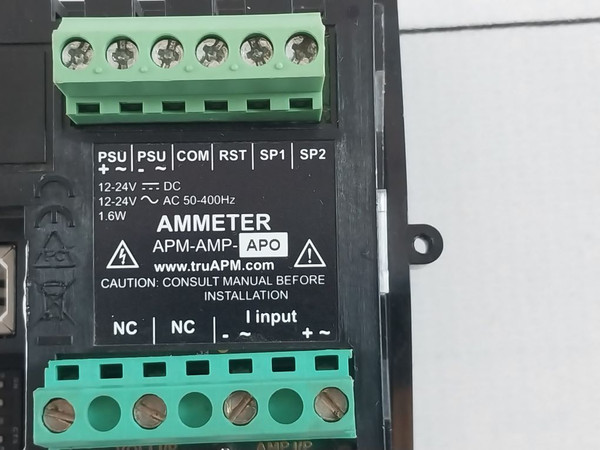 PSU PSU COM RST SP1 SP2
+ ~ - ~
12-24V ⎓ DC
12-24V ~ AC 50-400Hz
1.6W
AMMETER
APM-AMP-APO
www.truAPM.com
CAUTION: CONSULT MANUAL BEFORE
INSTALLATION
NC NC I input
- ~ + ~
AMP I/P